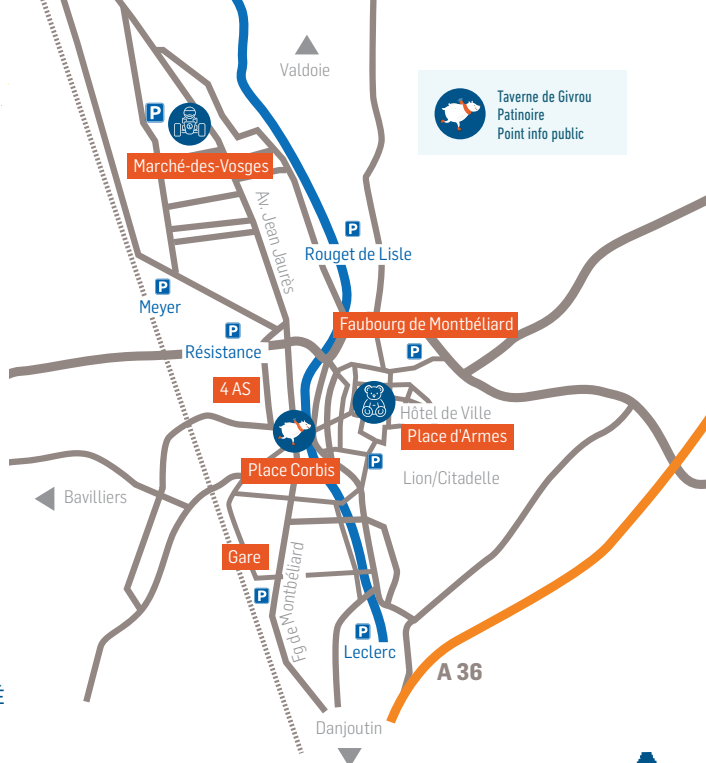 Valdoie
Taverne de Givrou
Patinoire
Point info public
P
Marché-des-Vosges
Av. Jean Jaurès
P
Rouget de Lisle
P
Meyer
Faubourg de Montbéliard
P
Résistance
P
4 AS
Hôtel de Ville
Place d'Armes
Place Corbis
P
Lion/Citadelle
Bavilliers
Gare
Fg de Montbéliard
P
P
Leclerc
A 36
É
Danjoutin